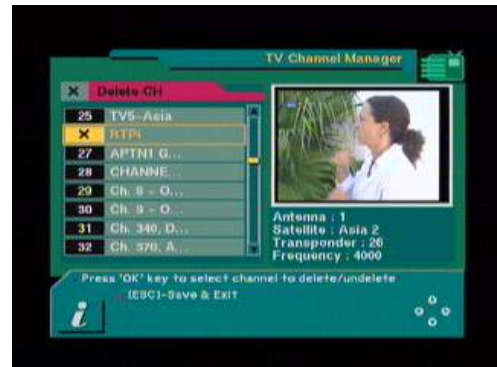 TV Channel Manager
X Delete CH
25 TV5-Asia
X RTPi
27 APTN1 G...
28 CHANNE...
29 Ch. 8 - O...
30 Ch. 9 - O...
31 Ch. 340, D...
32 Ch. 370, A...
Antenna : 1
Satellite : Asia 2
Transponder : 26
Frequency : 4000
Press 'OK' key to select channel to delete/undelete
(ESC)-Save & Exit
i